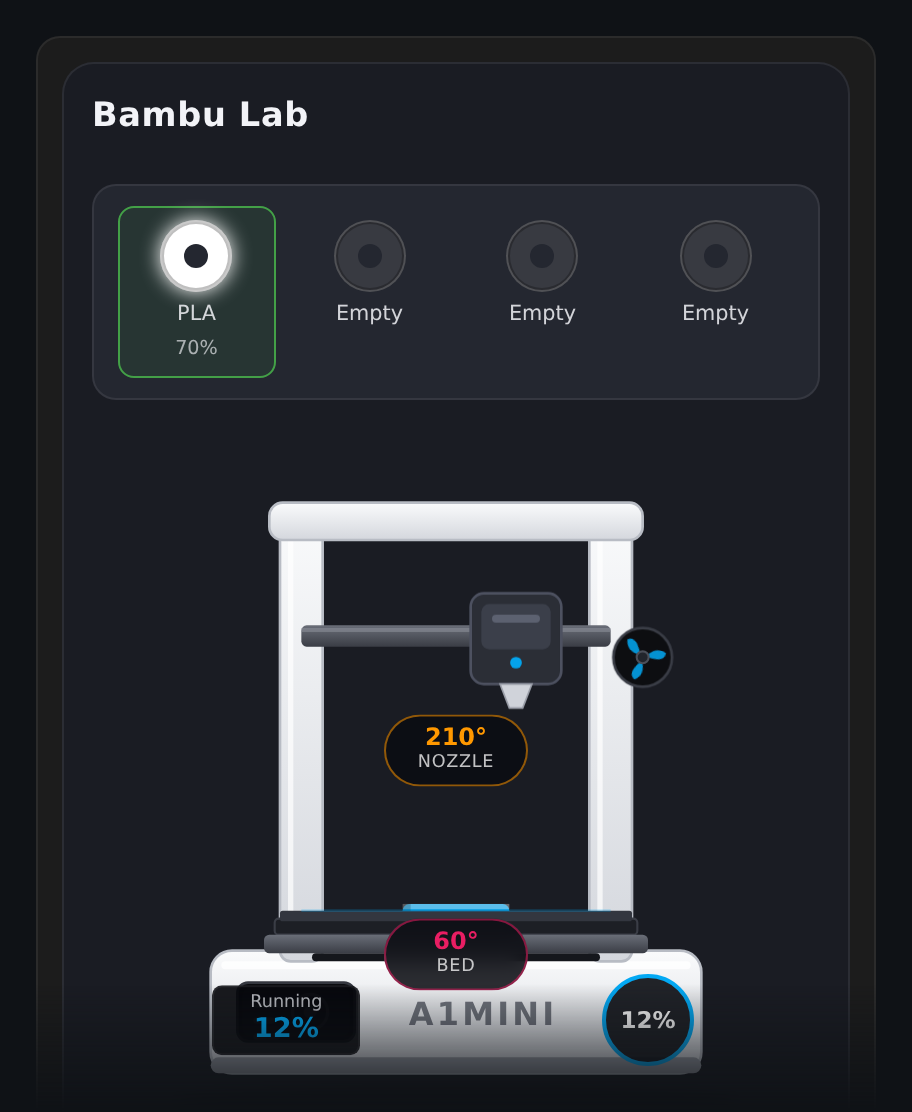 Bambu Lab
PLA
70%
Empty
Empty
Empty
210°
NOZZLE
60°
BED
Running
12%
A1MINI
12%